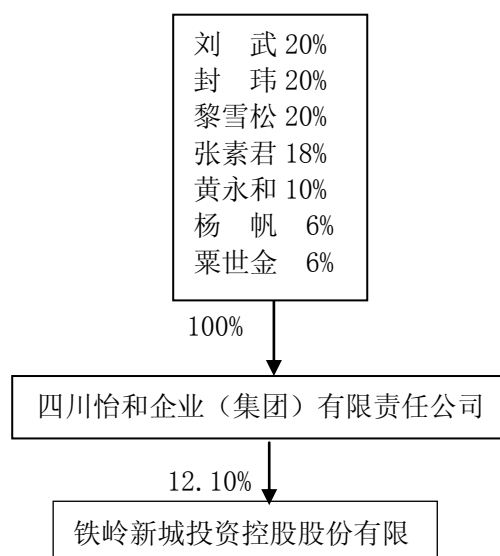 刘　武 20%
封　玮 20%
黎雪松 20%
张素君 18%
黄永和 10%
杨　帆　6%
粟世金　6%
100%
四川怡和企业（集团）有限责任公司
12.10%
铁岭新城投资控股股份有限